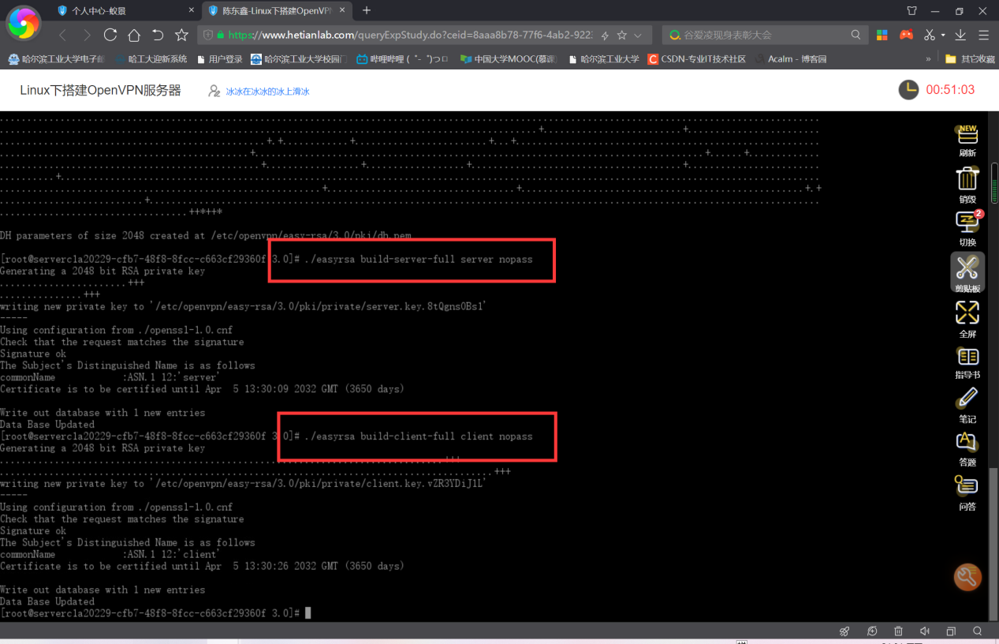 个人中心-蚁景
陈东鑫-Linux下搭建OpenVPN
https://www.hetianlab.com/queryExpStudy.do?ceid=8aaa8b78-77f6-4ab2-922
谷爱凌现身表彰大会
哈尔滨工业大学电子邮 哈工大迎新系统 用户登录 哈尔滨工业大学校园门 哔哩哔哩 ( ゜- ゜)つロ 中国大学MOOC(慕课 哈尔滨工业大学 CSDN-专业IT技术社区 Acalm - 博客园 » 其它收藏
Linux下搭建OpenVPN服务器 冰冰在冰冰的冰上滑冰 00:51:03
DH parameters of size 2048 created at /etc/openvpn/easy-rsa/3.0/pki/dh.pem
[root@serverc1a20229-cfb7-48f8-8fcc-c663cf29360f 3.0]# ./easyrsa build-server-full server nopass
Generating a 2048 bit RSA private key
.......................+++
...............+++
writing new private key to '/etc/openvpn/easy-rsa/3.0/pki/private/server.key.8tQgnsOBs1'
-----
Using configuration from ./openssl-1.0.cnf
Check that the request matches the signature
Signature ok
The Subject's Distinguished Name is as follows
commonName :ASN.1 12:'server'
Certificate is to be certified until Apr 5 13:30:09 2032 GMT (3650 days)
Write out database with 1 new entries
Data Base Updated
[root@serverc1a20229-cfb7-48f8-8fcc-c663cf29360f 3.0]# ./easyrsa build-client-full client nopass
Generating a 2048 bit RSA private key
writing new private key to '/etc/openvpn/easy-rsa/3.0/pki/private/client.key.vZR3YDiJ1L'
-----
Using configuration from ./openssl-1.0.cnf
Check that the request matches the signature
Signature ok
The Subject's Distinguished Name is as follows
commonName :ASN.1 12:'client'
Certificate is to be certified until Apr 5 13:30:26 2032 GMT (3650 days)
Write out database with 1 new entries
Data Base Updated
[root@serverc1a20229-cfb7-48f8-8fcc-c663cf29360f 3.0]#
NEW
刷新
销毁
2
切换
剪贴板
全屏
指导书
笔记
答题
问答